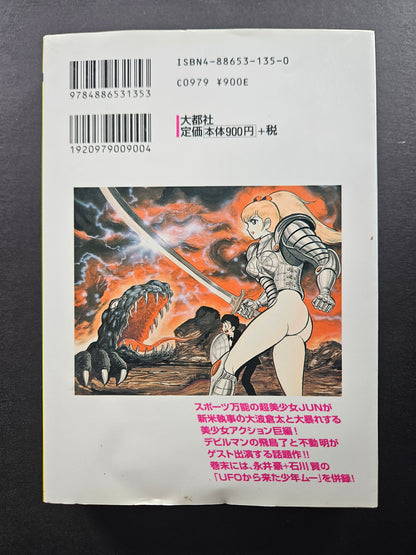 ISBN4-88653-135-0
C0979 ¥900E
9784886531353
大都社
定価 本体900円 +税
1920979009004
スポーツ万能の超美少女JUNが
新米執事の大波倉太と大暴れする
美少女アクション巨編！
デビルマンの飛鳥了と不動明が
ゲスト出演する話題作!!
巻末には、永井豪+石川賢の
「UFOから来た少年ムー」を併録！